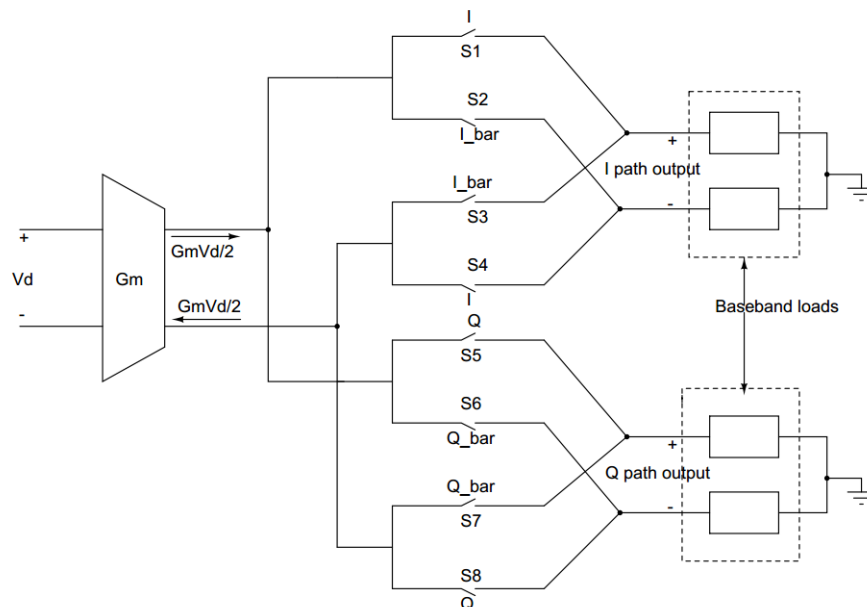 I
S1
S2
I_bar
I_bar
S3
S4
I
+
I path output
-
+
Vd
-
Gm
GmVd/2
GmVd/2
Baseband loads
Q
S5
S6
Q_bar
Q_bar
S7
S8
Q
+
Q path output
-